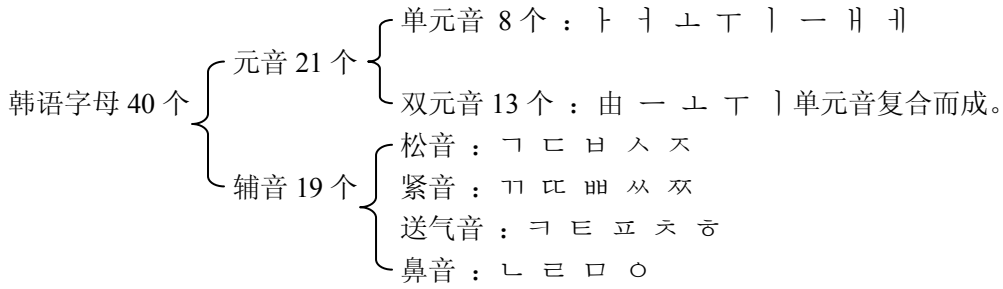 单元音 8 个 ：ㅏ ㅓ ㅗ ㅜ ㅣ ㅡ ㅐ ㅔ
元音 21 个
韩语字母 40 个
双元音 13 个 ：由 ㅡ ㅗ ㅜ ㅣ单元音复合而成。
松音 ：ㄱ ㄷ ㅂ ㅅ ㅈ
辅音 19 个
紧音 ：ㄲ ㄸ ㅃ ㅆ ㅉ
送气音 ：ㅋ ㅌ ㅍ ㅊ ㅎ
鼻音 ：ㄴ ㄹ ㅁ ㅇ